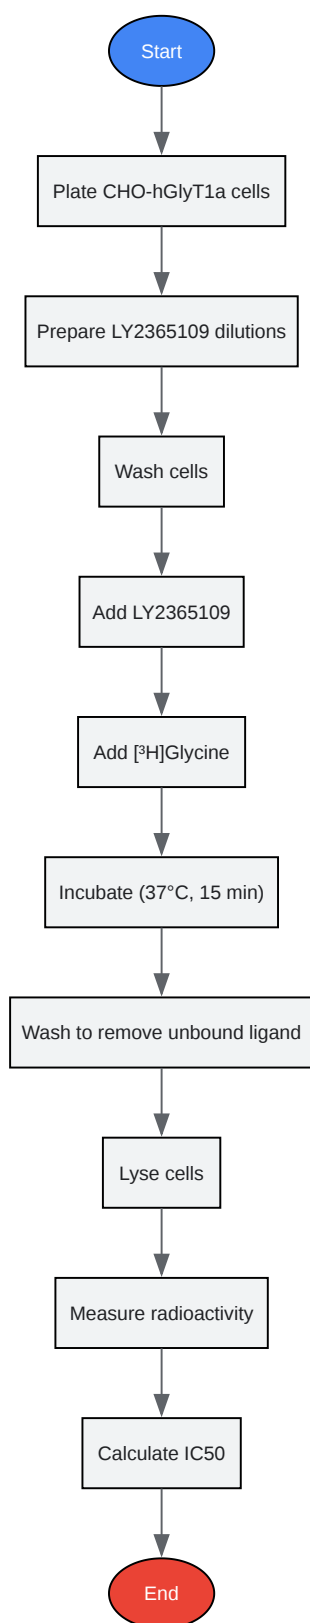 Start
Plate CHO-hGlyT1a cells
Prepare LY2365109 dilutions
Wash cells
Add LY2365109
Add [³H]Glycine
Incubate (37°C, 15 min)
Wash to remove unbound ligand
Lyse cells
Measure radioactivity
Calculate IC50
End